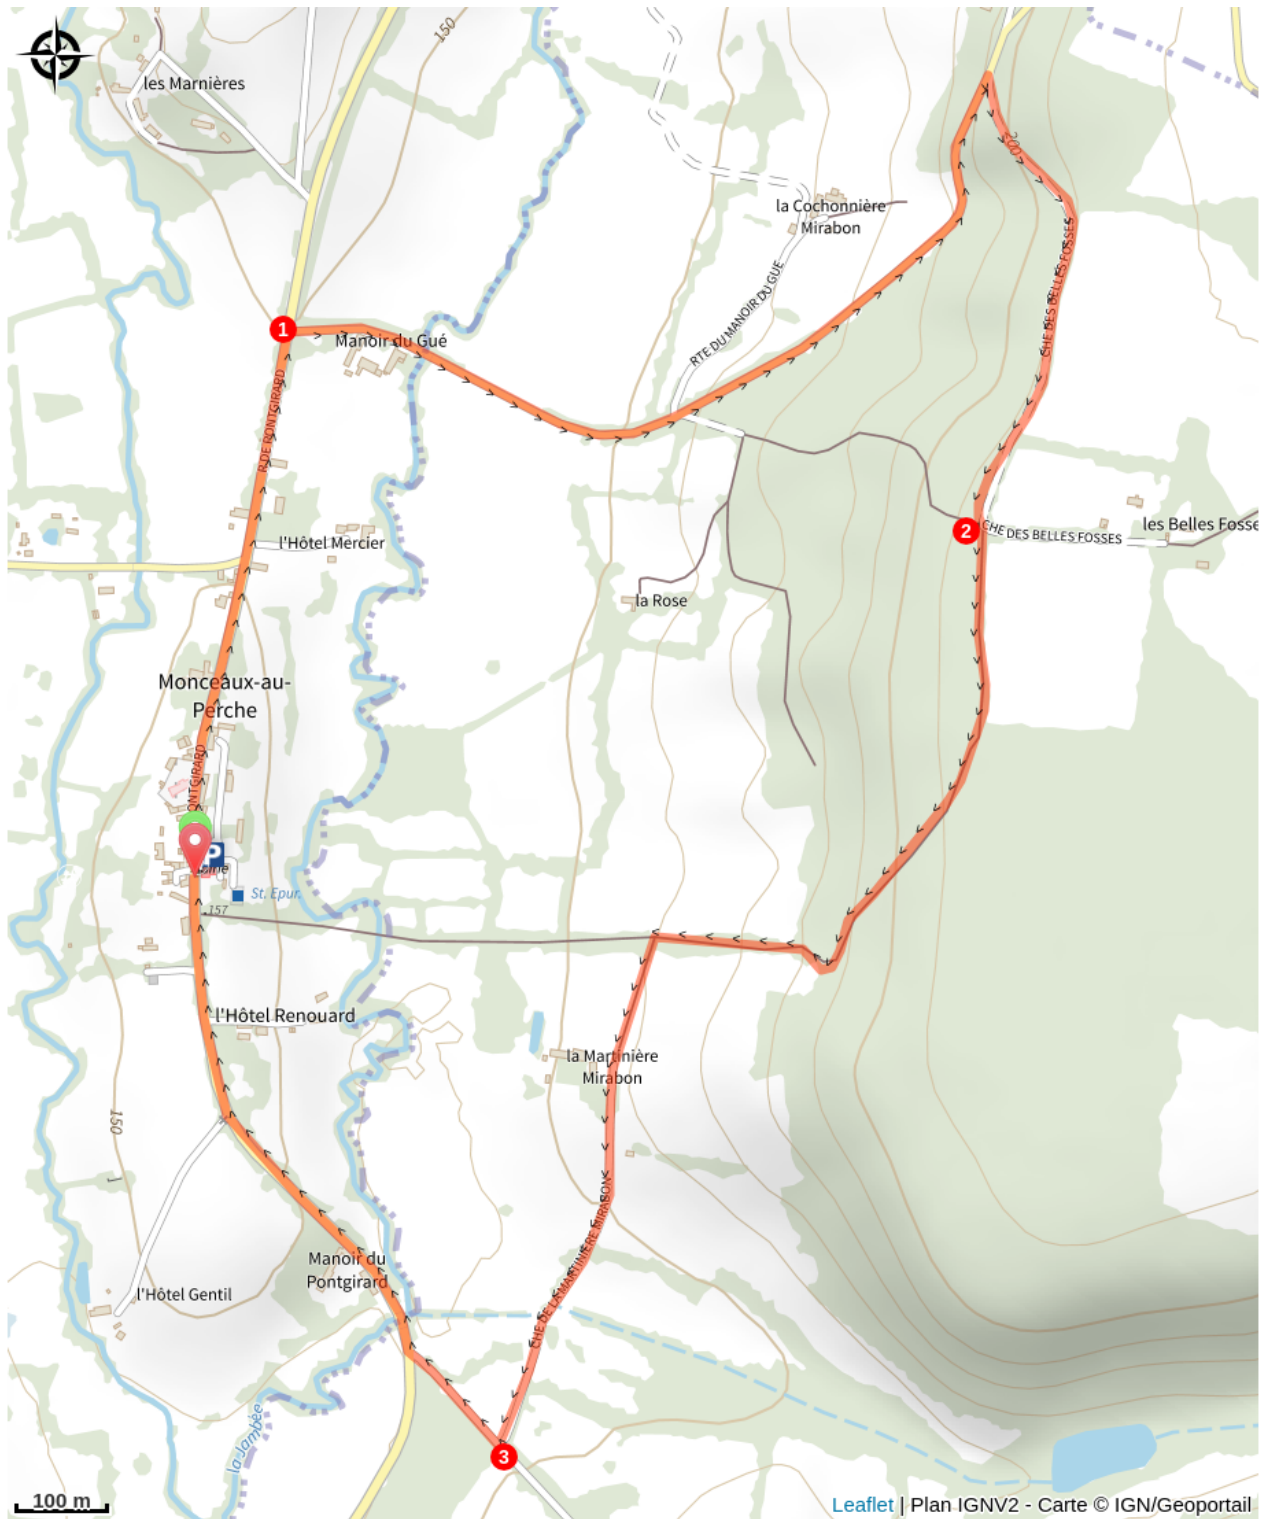 150
les Marnières
200
la Cochonnière
Mirabon
CHE DES BELLES FOSSES
RTE DU MANOIR DU GUE
1
Manoir du Gué
R DE PONTGIRARD
2
CHE DES BELLES FOSSES
les Belles Fosse
l'Hôtel Mercier
la Rose
Monceaux-au-
Perche
ONTGIRARD
P
St. Epur.
157
l'Hôtel Renouard
la Martinière
Mirabon
150
CHE DE LA MARTINIÈRE MIRABON
Manoir du
Pontgirard
l'Hôtel Gentil
la Jambée
3
100 m
Leaflet | Plan IGNV2 - Carte © IGN/Geoportail